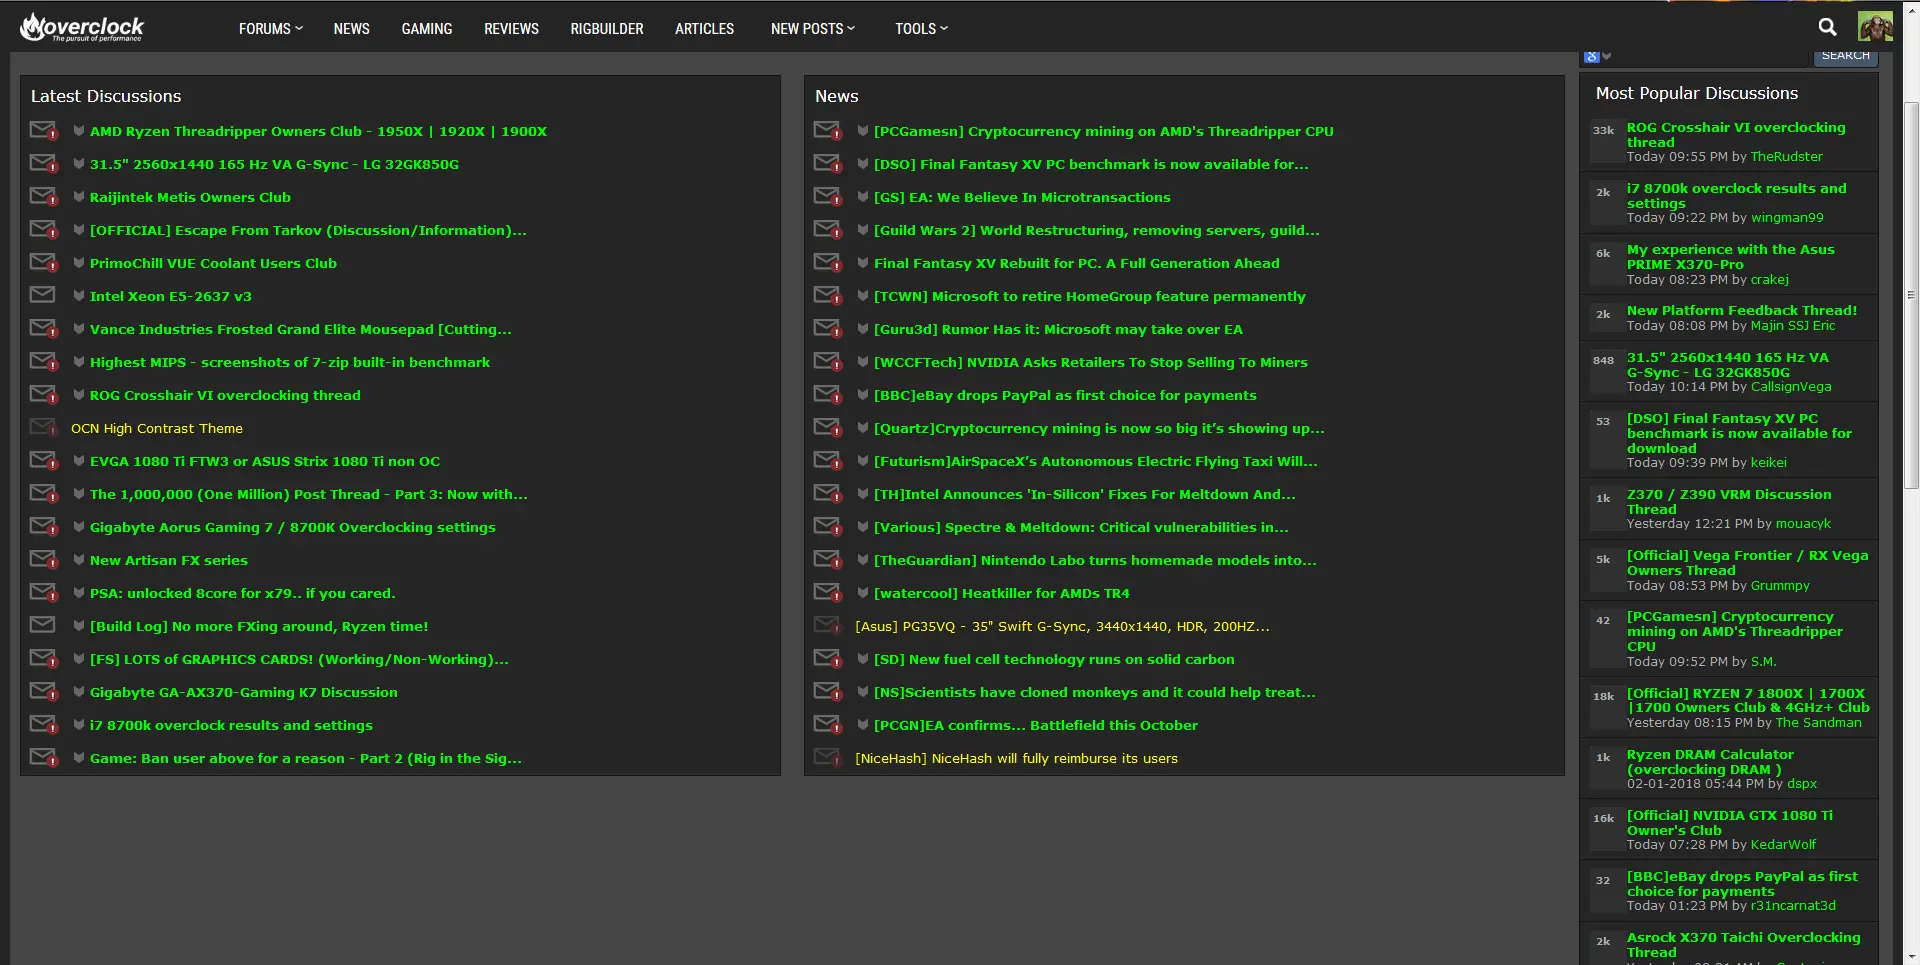 overclock
The pursuit of performance
FORUMS
NEWS
GAMING
REVIEWS
RIGBUILDER
ARTICLES
NEW POSTS
TOOLS
SEARCH
Latest Discussions
AMD Ryzen Threadripper Owners Club - 1950X | 1920X | 1900X
31.5" 2560x1440 165 Hz VA G-Sync - LG 32GK850G
Raijintek Metis Owners Club
[OFFICIAL] Escape From Tarkov (Discussion/Information)...
PrimoChill VUE Coolant Users Club
Intel Xeon E5-2637 v3
Vance Industries Frosted Grand Elite Mousepad [Cutting...
Highest MIPS - screenshots of 7-zip built-in benchmark
ROG Crosshair VI overclocking thread
OCN High Contrast Theme
EVGA 1080 Ti FTW3 or ASUS Strix 1080 Ti non OC
The 1,000,000 (One Million) Post Thread - Part 3: Now with...
Gigabyte Aorus Gaming 7 / 8700K Overclocking settings
New Artisan FX series
PSA: unlocked 8core for x79.. if you cared.
[Build Log] No more FXing around, Ryzen time!
[FS] LOTS of GRAPHICS CARDS! (Working/Non-Working)...
Gigabyte GA-AX370-Gaming K7 Discussion
i7 8700k overclock results and settings
Game: Ban user above for a reason - Part 2 (Rig in the Sig...
News
[PCGamesn] Cryptocurrency mining on AMD's Threadripper CPU
[DSO] Final Fantasy XV PC benchmark is now available for...
[GS] EA: We Believe In Microtransactions
[Guild Wars 2] World Restructuring, removing servers, guild...
Final Fantasy XV Rebuilt for PC. A Full Generation Ahead
[TCWN] Microsoft to retire HomeGroup feature permanently
[Guru3d] Rumor Has it: Microsoft may take over EA
[WCCFTech] NVIDIA Asks Retailers To Stop Selling To Miners
[BBC]eBay drops PayPal as first choice for payments
[Quartz]Cryptocurrency mining is now so big it’s showing up...
[Futurism]AirSpaceX’s Autonomous Electric Flying Taxi Will...
[TH]Intel Announces 'In-Silicon' Fixes For Meltdown And...
[Various] Spectre & Meltdown: Critical vulnerabilities in...
[TheGuardian] Nintendo Labo turns homemade models into...
[watercool] Heatkiller for AMDs TR4
[Asus] PG35VQ - 35" Swift G-Sync, 3440x1440, HDR, 200HZ...
[SD] New fuel cell technology runs on solid carbon
[NS]Scientists have cloned monkeys and it could help treat...
[PCGN]EA confirms... Battlefield this October
[NiceHash] NiceHash will fully reimburse its users
Most Popular Discussions
33k
ROG Crosshair VI overclocking
thread
Today 09:55 PM by TheRudster
2k
i7 8700k overclock results and
settings
Today 09:22 PM by wingman99
6k
My experience with the Asus
PRIME X370-Pro
Today 08:23 PM by crakej
2k
New Platform Feedback Thread!
Today 08:08 PM by Majin SSJ Eric
848
31.5" 2560x1440 165 Hz VA
G-Sync - LG 32GK850G
Today 10:14 PM by CallsignVega
53
[DSO] Final Fantasy XV PC
benchmark is now available for
download
Today 09:39 PM by keikei
1k
Z370 / Z390 VRM Discussion
Thread
Yesterday 12:21 PM by mouacyk
5k
[Official] Vega Frontier / RX Vega
Owners Thread
Today 08:53 PM by Grummpy
42
[PCGamesn] Cryptocurrency
mining on AMD's Threadripper
CPU
Today 09:52 PM by S.M.
18k
[Official] RYZEN 7 1800X | 1700X
|1700 Owners Club & 4GHz+ Club
Yesterday 08:15 PM by The Sandman
1k
Ryzen DRAM Calculator
(overclocking DRAM )
02-01-2018 05:44 PM by dspx
16k
[Official] NVIDIA GTX 1080 Ti
Owner's Club
Today 07:28 PM by KedarWolf
32
[BBC]eBay drops PayPal as first
choice for payments
Today 01:23 PM by r31ncarnat3d
2k
Asrock X370 Taichi Overclocking
Thread